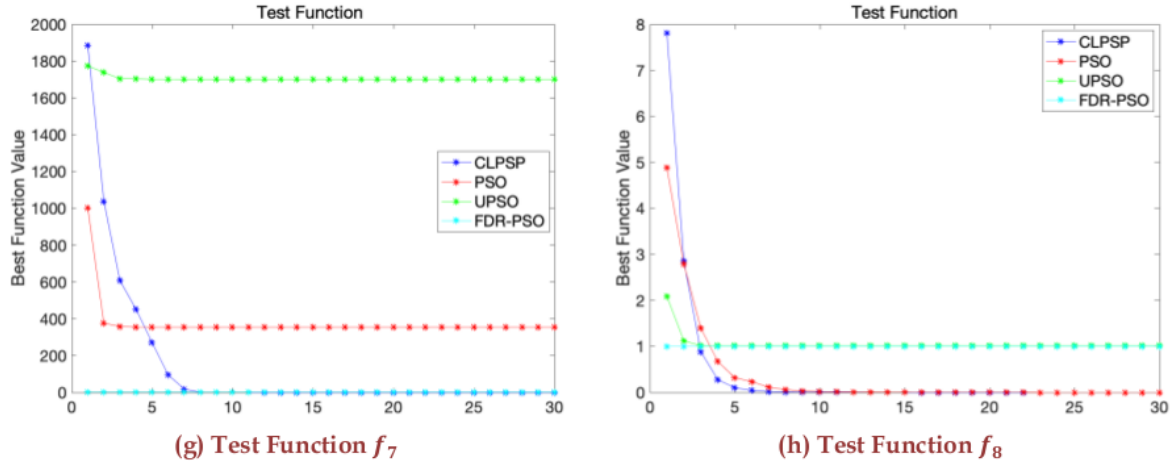 Test Function
2000
1800
1600
1400
1200
1000
800
600
400
200
0
Best Function Value
CLPSP
PSO
UPSO
FDR-PSO
0 5 10 15 20 25 30
(g) Test Function f₇
Test Function
8
7
6
5
4
3
2
1
0
Best Function Value
CLPSP
PSO
UPSO
FDR-PSO
0 5 10 15 20 25 30
(h) Test Function f₈